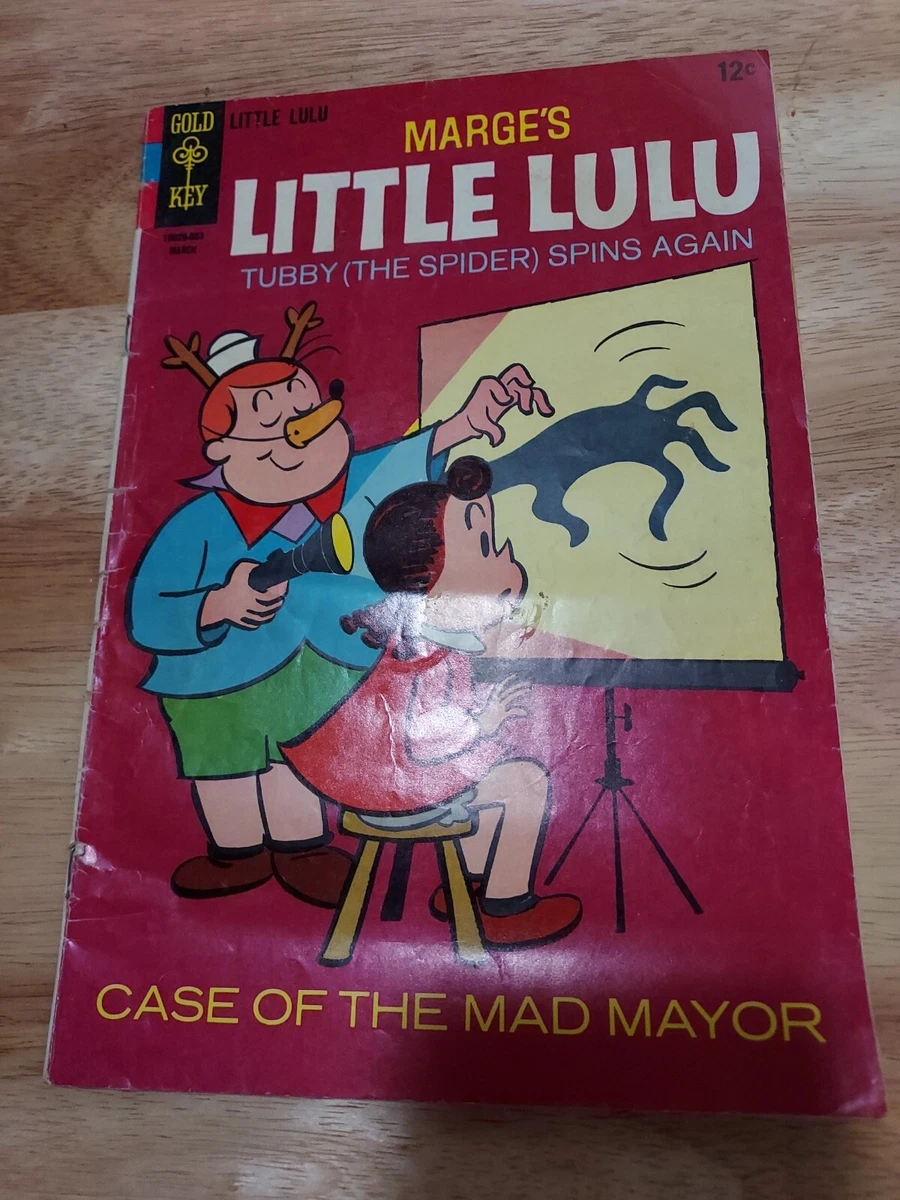 12¢
GOLD
KEY
LITTLE LULU
MARCH
MARGE'S
LITTLE LULU
TUBBY (THE SPIDER) SPINS AGAIN
CASE OF THE MAD MAYOR